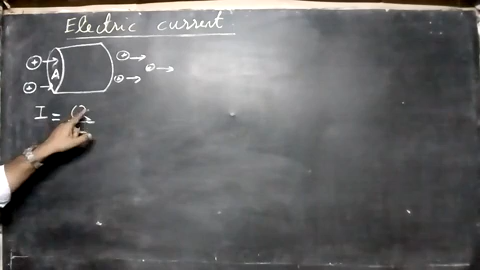 Electric current
+ + + + +
A
I =